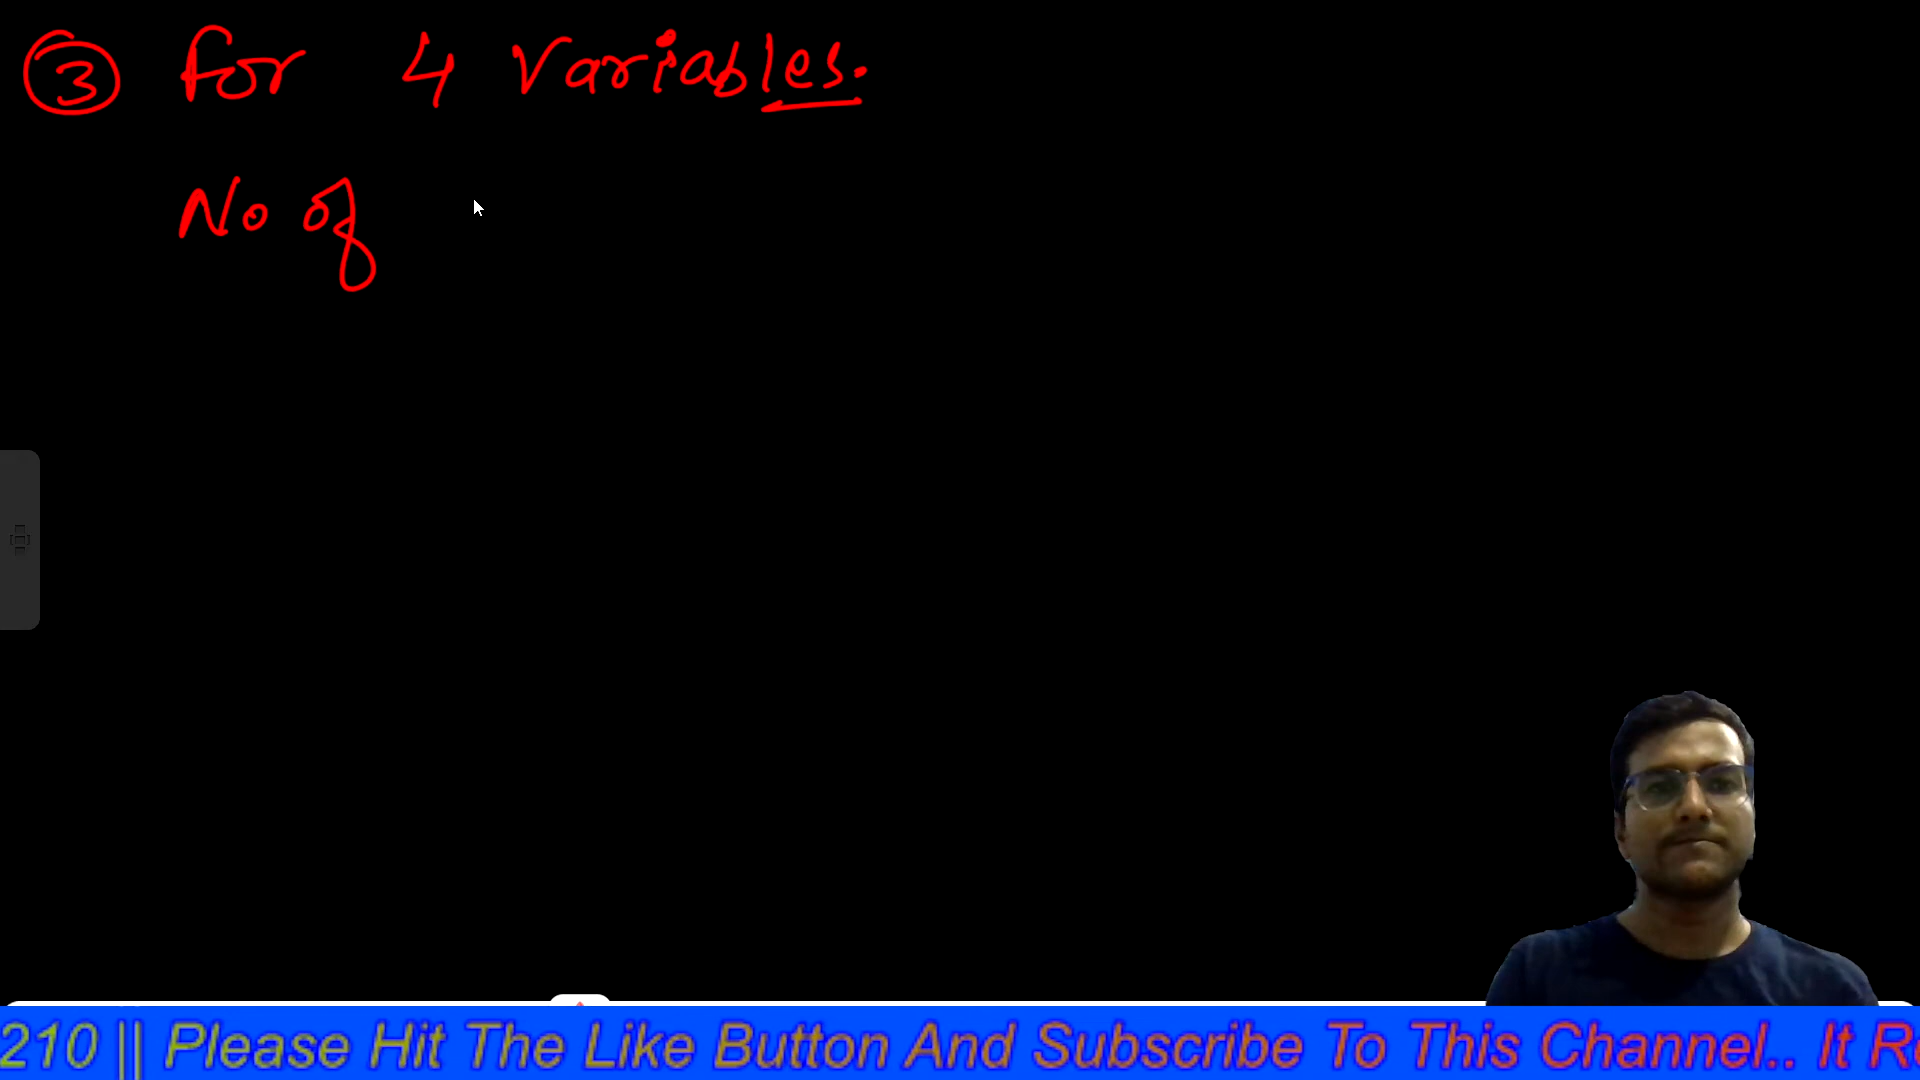 3 for 4 Variables.
No of
210 || Please Hit The Like Button And Subscribe To This Channel.. It R